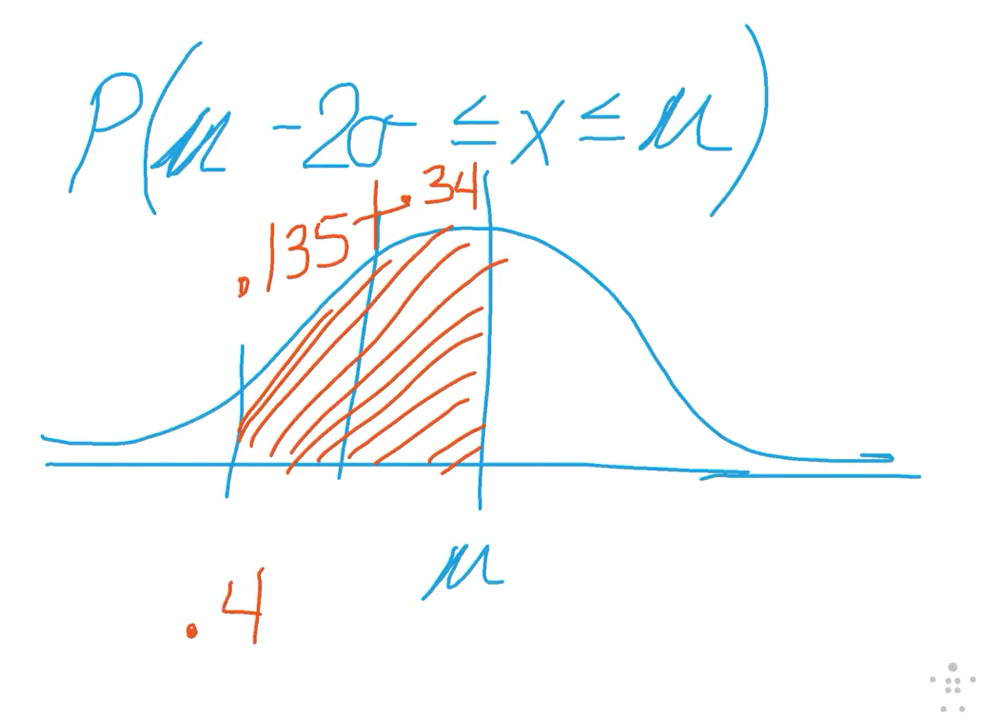 P(μ - 2σ ≤ x ≤ μ)
.135 + .34
μ
.4